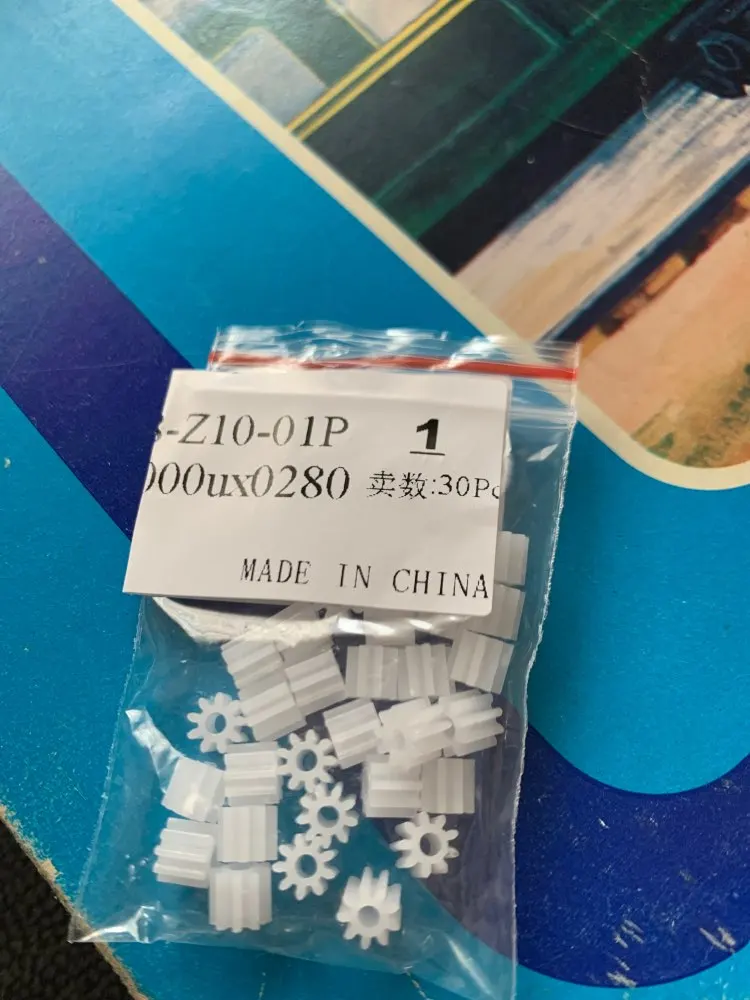 -Z10-01P 1
000ux0280 卖数:30Pc
MADE IN CHINA